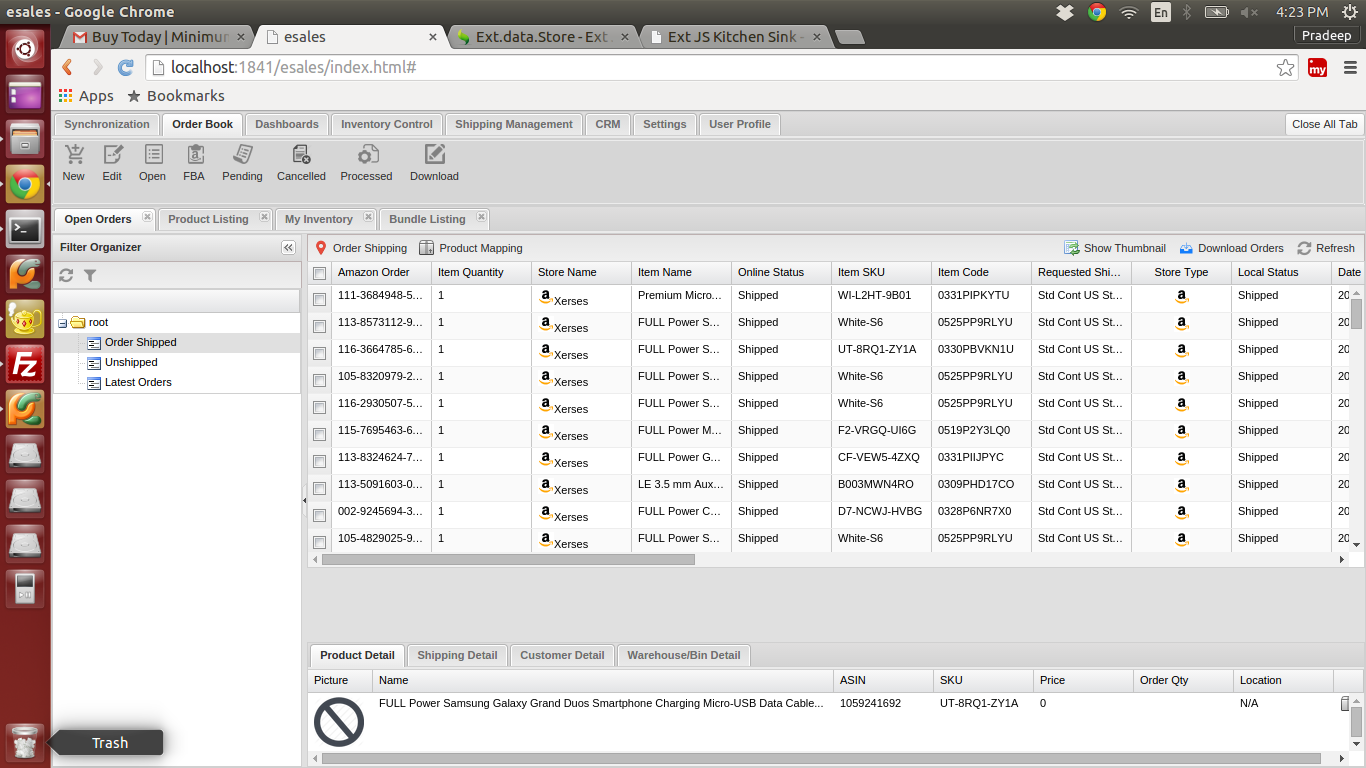 esales - Google Chrome
En
4:23 PM
Buy Today | Minimu
esales
Ext.data.Store - Ext
Ext JS Kitchen Sink -
Pradeep
localhost:1841/esales/index.html#
my
Apps Bookmarks
Synchronization Order Book Dashboards Inventory Control Shipping Management CRM Settings User Profile Close All Tab
New Edit Open FBA Pending Cancelled Processed Download
Open Orders Product Listing My Inventory Bundle Listing
Filter Organizer
root
Order Shipped
Unshipped
Latest Orders
Order Shipping Product Mapping Show Thumbnail Download Orders Refresh
Amazon Order Item Quantity Store Name Item Name Online Status Item SKU Item Code Requested Shi... Store Type Local Status Date
111-3684948-5... 1 a Xerses Premium Micro... Shipped WI-L2HT-9B01 0331PIPKYTU Std Cont US St... a Shipped 20
113-8573112-9... 1 a Xerses FULL Power S... Shipped White-S6 0525PP9RLYU Std Cont US St... a Shipped 20
116-3664785-6... 1 a Xerses FULL Power S... Shipped UT-8RQ1-ZY1A 0330PBVKN1U Std Cont US St... a Shipped 20
105-8320979-2... 1 a Xerses FULL Power S... Shipped White-S6 0525PP9RLYU Std Cont US St... a Shipped 20
116-2930507-5... 1 a Xerses FULL Power S... Shipped White-S6 0525PP9RLYU Std Cont US St... a Shipped 20
115-7695463-6... 1 a Xerses FULL Power M... Shipped F2-VRGQ-UI6G 0519P2Y3LQ0 Std Cont US St... a Shipped 20
113-8324624-7... 1 a Xerses FULL Power G... Shipped CF-VEW5-4ZXQ 0331PIIJPYC Std Cont US St... a Shipped 20
113-5091603-0... 1 a Xerses LE 3.5 mm Aux... Shipped B003MWN4RO 0309PHD17CO Std Cont US St... a Shipped 20
002-9245694-3... 1 a Xerses FULL Power C... Shipped D7-NCWJ-HVBG 0328P6NR7X0 Std Cont US St... a Shipped 20
105-4829025-9... 1 a Xerses FULL Power S... Shipped White-S6 0525PP9RLYU Std Cont US St... a Shipped 20
Product Detail Shipping Detail Customer Detail Warehouse/Bin Detail
Picture Name ASIN SKU Price Order Qty Location
FULL Power Samsung Galaxy Grand Duos Smartphone Charging Micro-USB Data Cable... 1059241692 UT-8RQ1-ZY1A 0 N/A
Fz
Trash